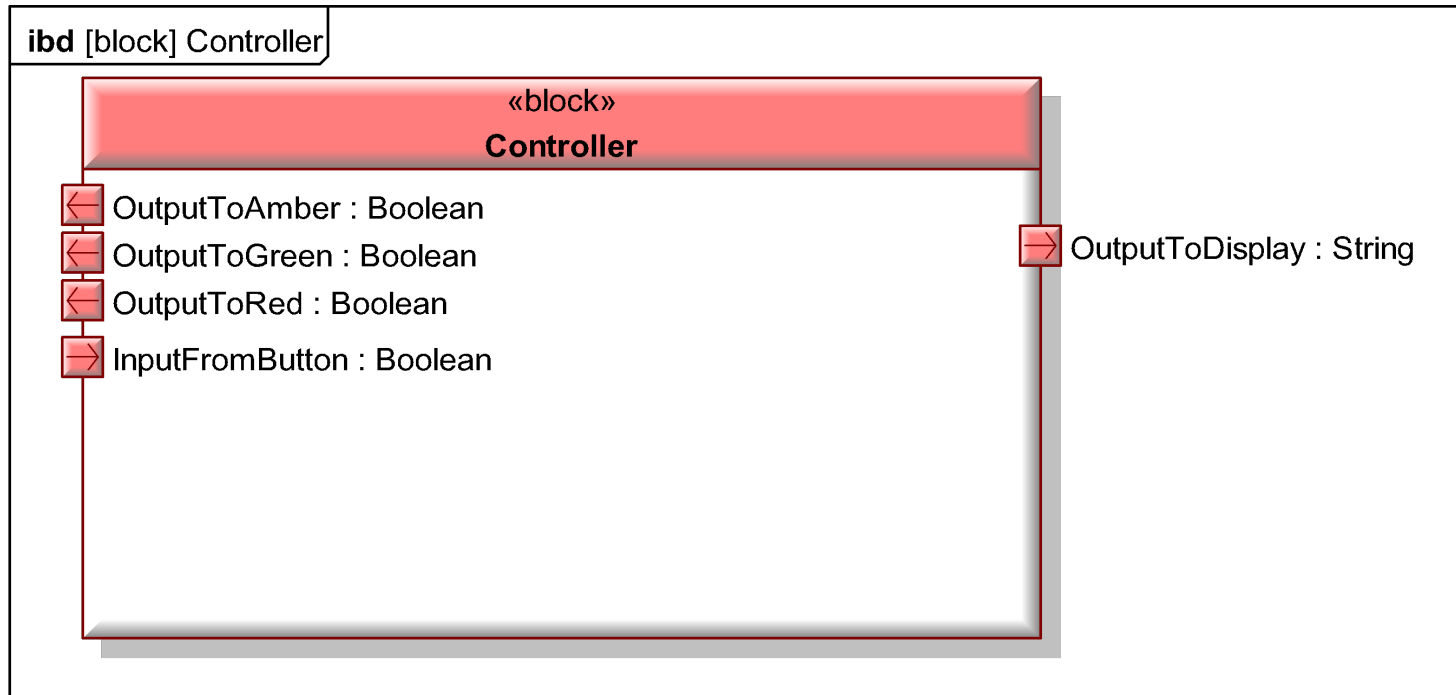 ibd [block] Controller
«block»
Controller
OutputToAmber : Boolean
OutputToGreen : Boolean
OutputToRed : Boolean
InputFromButton : Boolean
OutputToDisplay : String